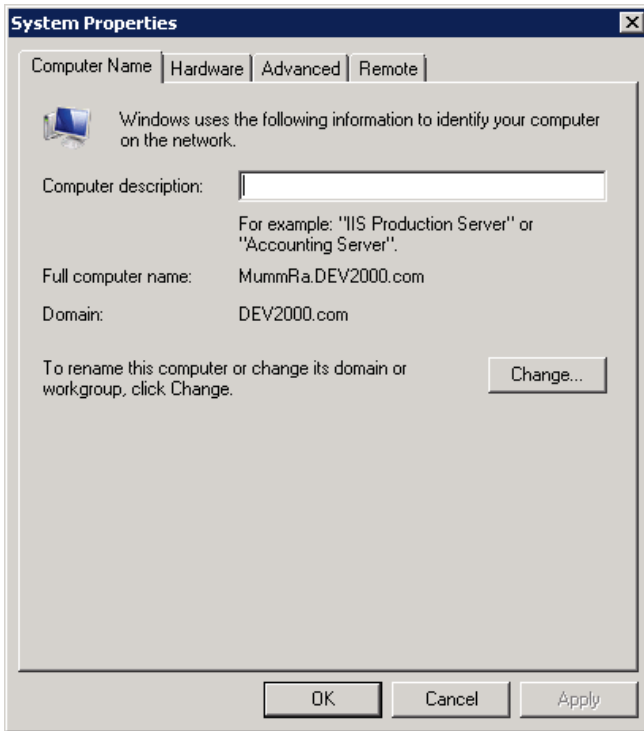 System Properties
Computer Name Hardware Advanced Remote
Windows uses the following information to identify your computer
on the network.
Computer description:
For example: "IIS Production Server" or
"Accounting Server".
Full computer name: MummRa.DEV2000.com
Domain: DEV2000.com
To rename this computer or change its domain or
workgroup, click Change.
Change...
OK Cancel Apply